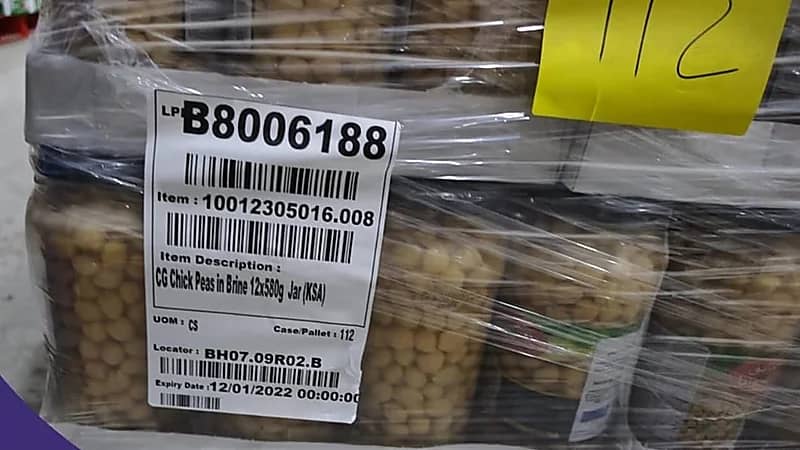 112
LPN B8006188
Item : 10012305016.008
Item Description :
CG Chick Peas in Brine 12x580g Jar (KSA)
UOM : CS Case/Pallet : 112
Locator : BH07.09R02.B
Expiry Date : 12/01/2022 00:00:00